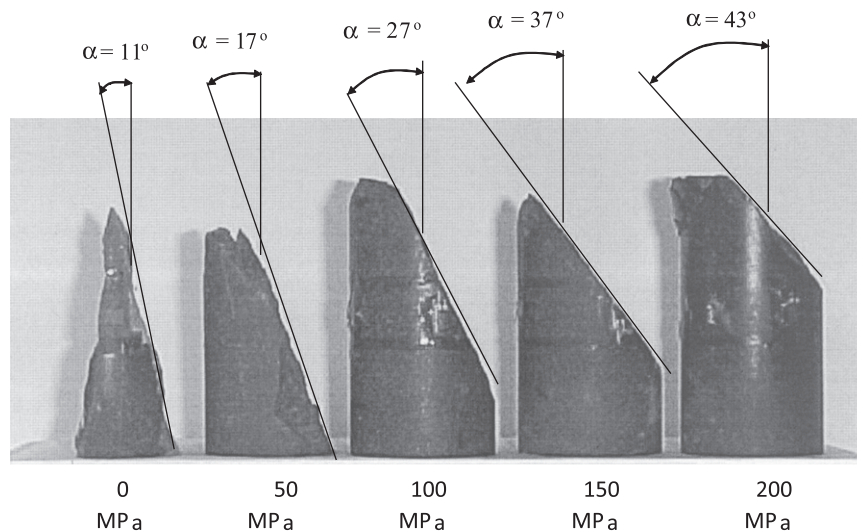 α = 11°
α = 17°
α = 27°
α = 37°
α = 43°
0
MPa
50
MPa
100
MPa
150
MPa
200
MPa